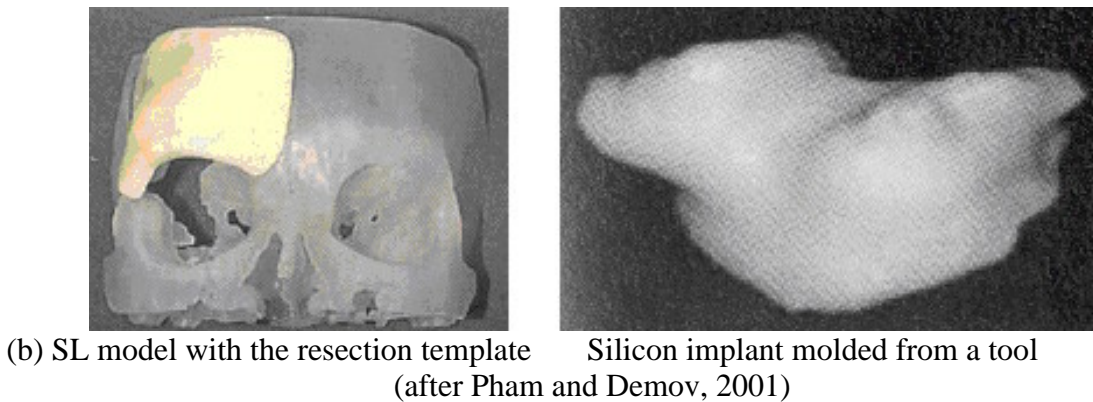 (b) SL model with the resection template Silicon implant molded from a tool
(after Pham and Demov, 2001)